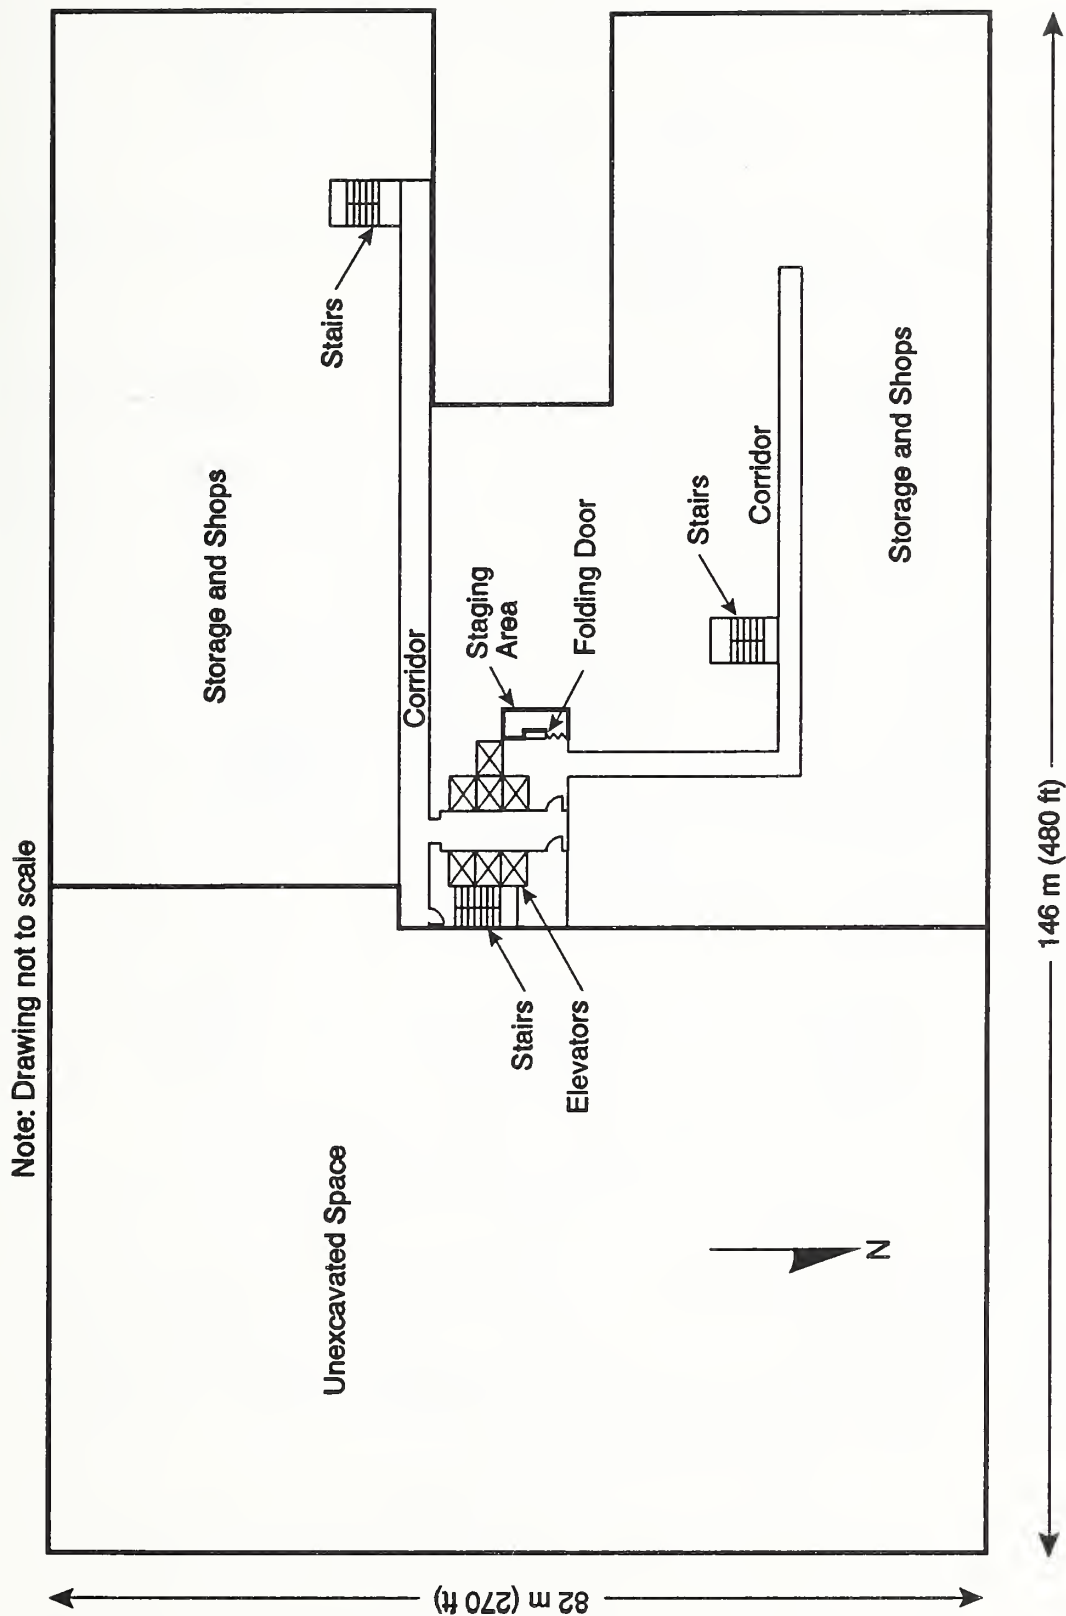 Note: Drawing not to scale
Unexcavated Space
Storage and Shops
Stairs
Corridor
Staging
Area
Folding Door
Stairs
Elevators
Stairs
Corridor
Storage and Shops
N
82 m (270 ft)
146 m (480 ft)